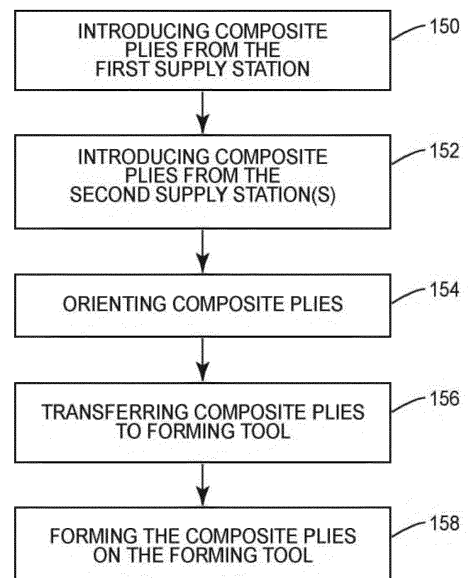 INTRODUCING COMPOSITE
PLIES FROM THE
FIRST SUPPLY STATION
150
INTRODUCING COMPOSITE
PLIES FROM THE
SECOND SUPPLY STATION(S)
152
ORIENTING COMPOSITE PLIES
154
TRANSFERRING COMPOSITE PLIES
TO FORMING TOOL
156
FORMING THE COMPOSITE PLIES
ON THE FORMING TOOL
158